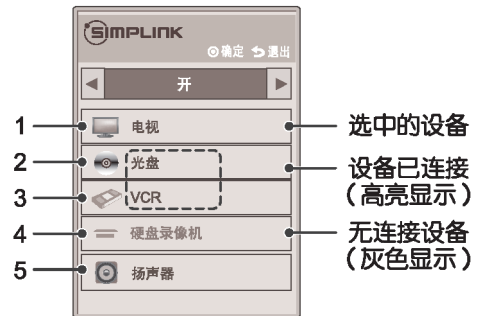 SIMPLINK
◎确定 退出
◀ 开 ▶
1 电视 选中的设备
2 光盘 设备已连接
（高亮显示）
3 VCR
4 硬盘录像机 无连接设备
（灰色显示）
5 扬声器